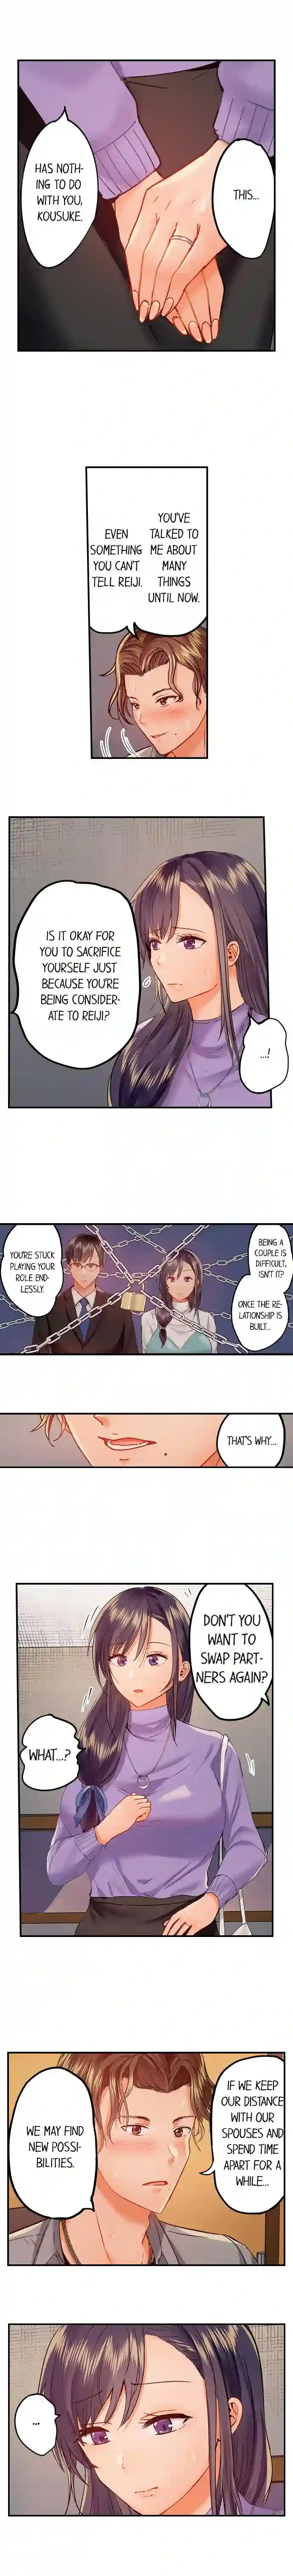 THIS...
HAS NOTH-
ING TO DO
WITH YOU,
KOUSUKE.
YOU'VE
TALKED TO
ME ABOUT
MANY
THINGS
UNTIL NOW.
EVEN
SOMETHING
YOU CAN'T
TELL REIJI.
IS IT OKAY FOR
YOU TO SACRIFICE
YOURSELF JUST
BECAUSE YOU'RE
BEING CONSIDER-
ATE TO REIJI?
...!
BEING A
COUPLE IS
DIFFICULT,
ISN'T IT?
ONCE THE RE-
LATIONSHIP IS
BUILT...
YOU'RE STUCK
PLAYING YOUR
ROLE END-
LESSLY.
THAT'S WHY...
DON'T YOU
WANT TO
SWAP PART-
NERS AGAIN?
WHAT...?
IF WE KEEP
OUR DISTANCE
WITH OUR
SPOUSES AND
SPEND TIME
APART FOR A
WHILE...
WE MAY FIND
NEW POSSI-
BILITIES.
...